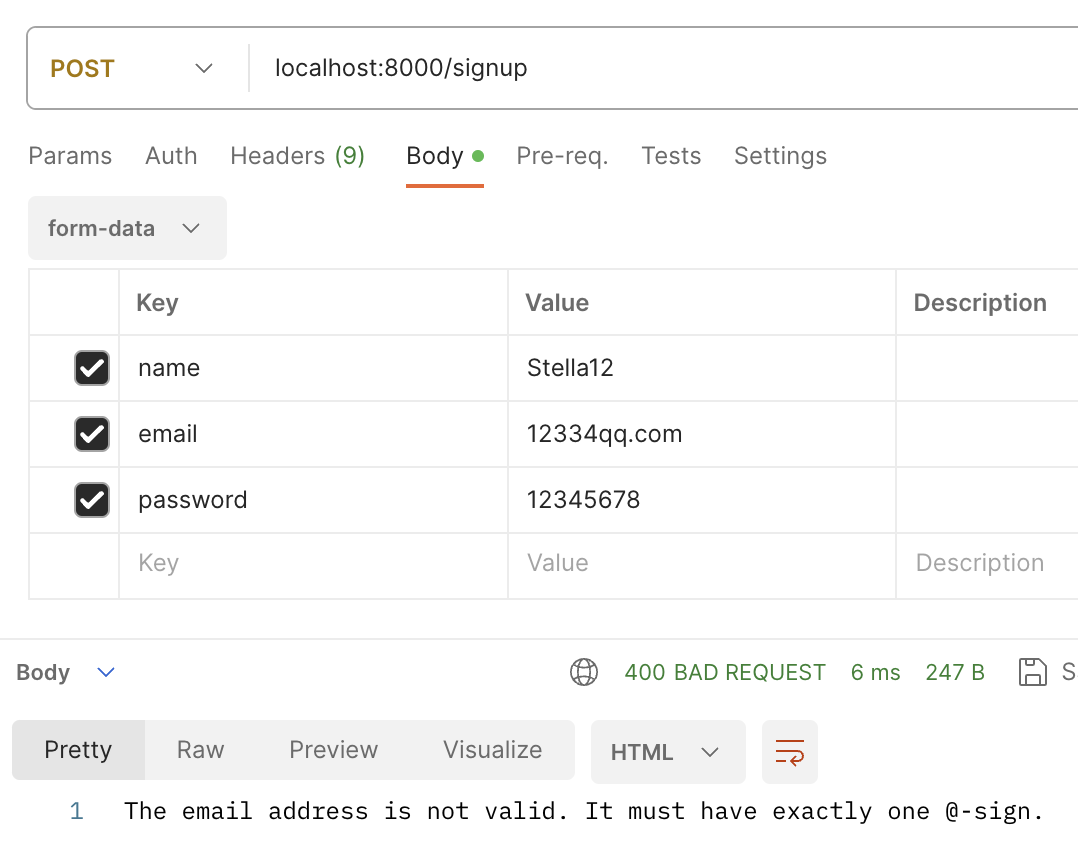 POST localhost:8000/signup
Params Auth Headers (9) Body Pre-req. Tests Settings
form-data
Key Value Description
name Stella12
email 12334qq.com
password 12345678
Key Value Description
Body 400 BAD REQUEST 6 ms 247 B S
Pretty Raw Preview Visualize HTML
1 The email address is not valid. It must have exactly one @-sign.